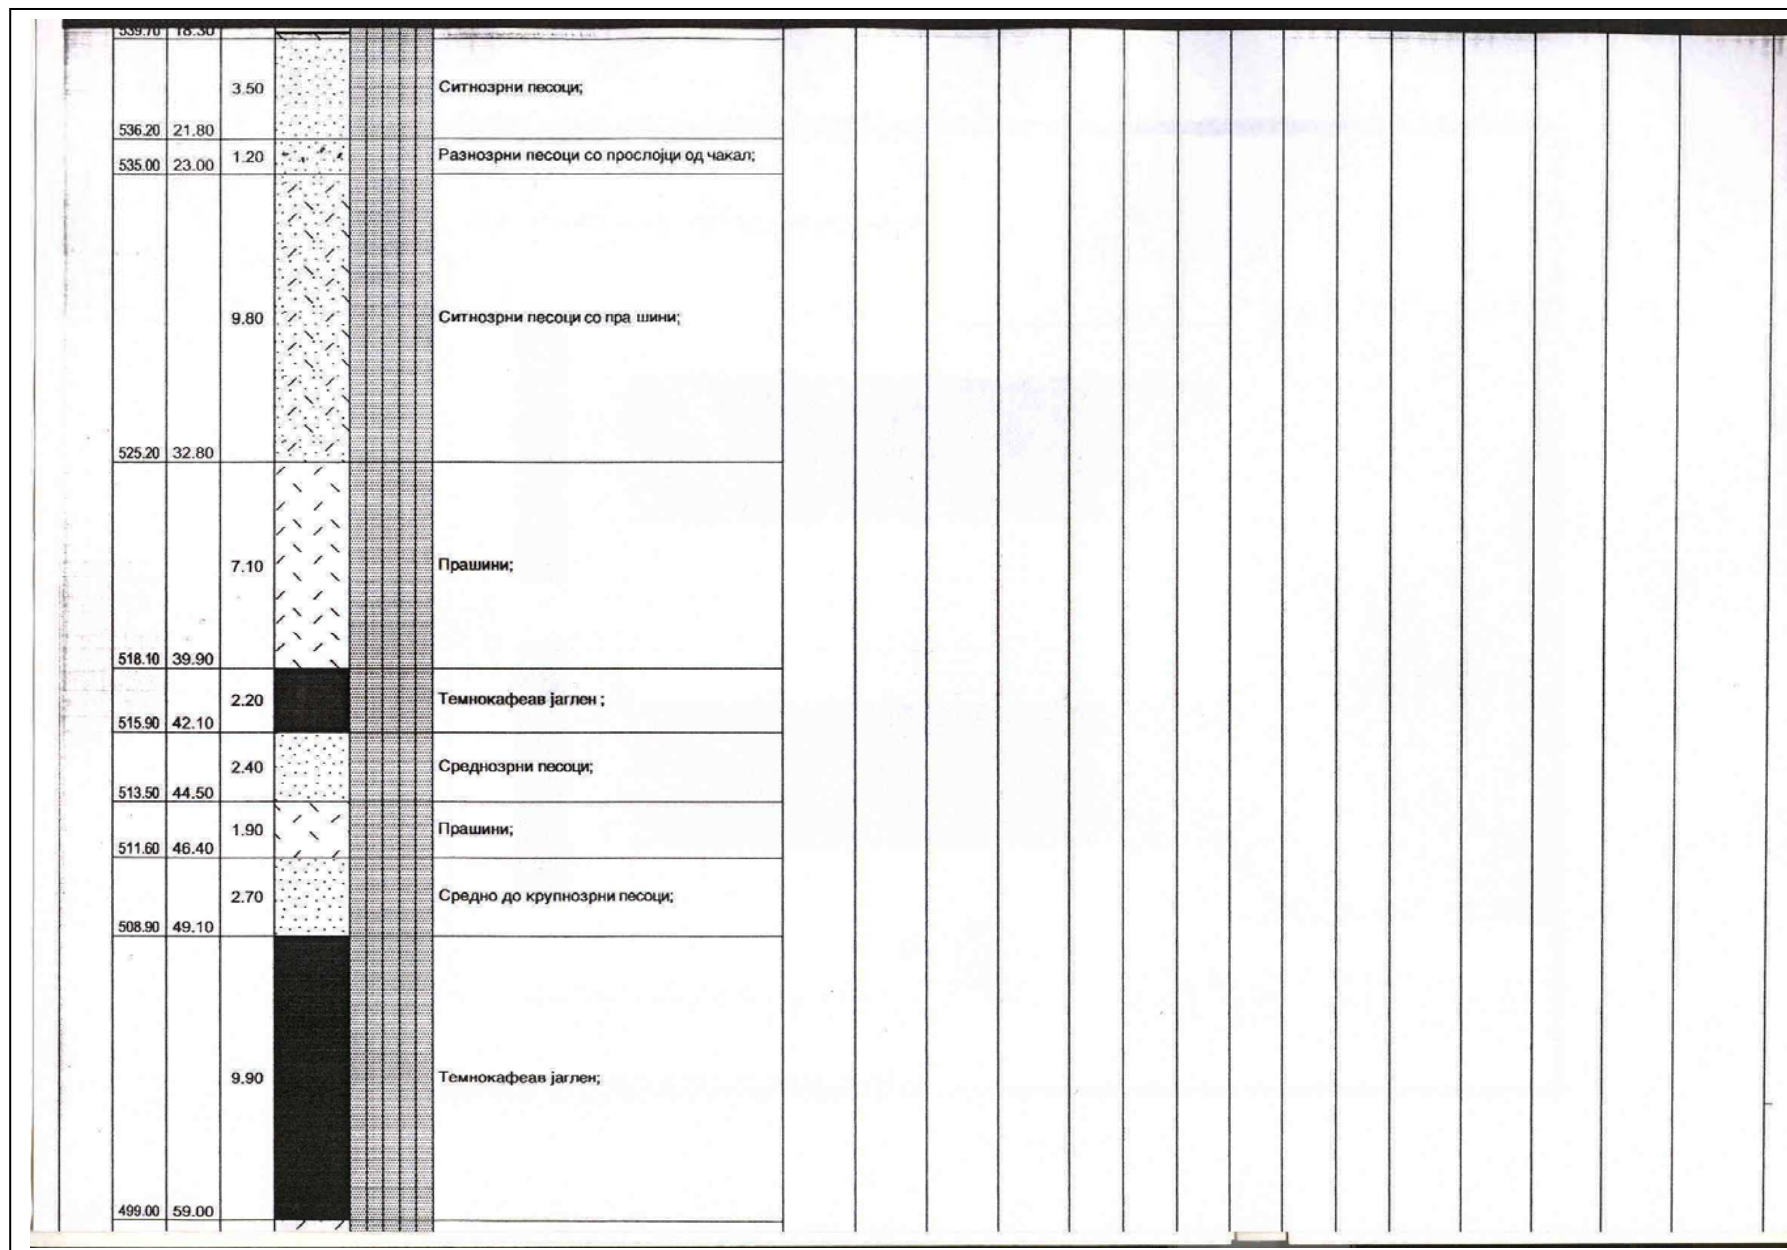 539.70 18.30
3.50 Ситнозрни песоци;
536.20 21.80
1.20 Разнозрни песоци со прослојци од чакал;
535.00 23.00
9.80 Ситнозрни песоци со пра шини;
525.20 32.80
7.10 Прашини;
518.10 39.90
2.20 Темнокафеав јаглен ;
515.90 42.10
2.40 Среднозрни песоци;
513.50 44.50
1.90 Прашини;
511.60 46.40
2.70 Средно до крупнозрни песоци;
508.90 49.10
9.90 Темнокафеав јаглен;
499.00 59.00